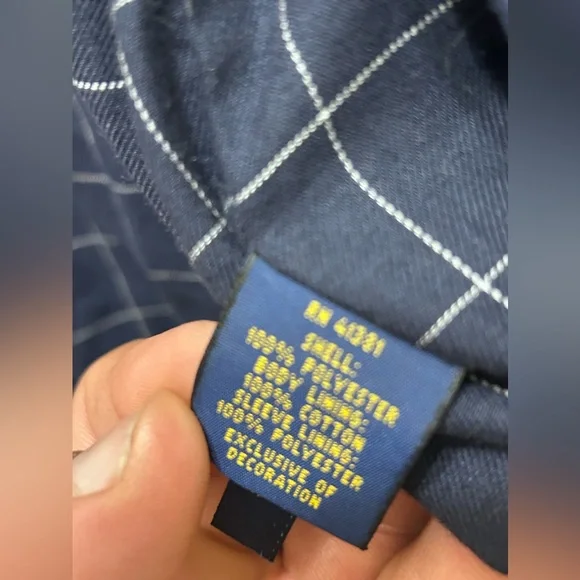 RN 41381
SHELL:
100% POLYESTER
BODY LINING:
100% COTTON
SLEEVE LINING:
100% POLYESTER
EXCLUSIVE OF
DECORATION